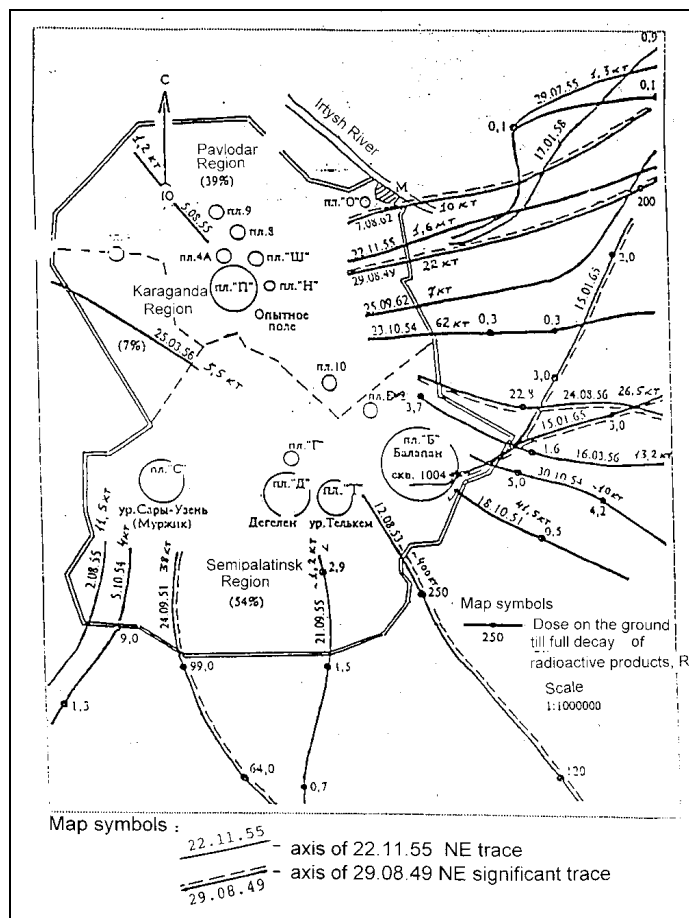 0,9
C
29.07.55 1,3 кт
0,1
0,1
Irtysh River
17.01.58
Pavlodar
Region
(39%)
1,2 кт
10
5.08.55
M
пл."О"
7.08.62
10 кт
200
пл.9
пл.8
22.11.55
1,6 кт
29.08.49
22 кт
пл.4А
пл."Ш"
пл."П"
пл."Н"
15.01.65
Karaganda
Region
(7%)
25.09.62
7 кт
пытное
поле
23.10.54
62 кт
0,3
0,3
25.03.56
5,5 кт
3,0
пл.10
3,7
24.08.56
26,5 кт
15.01.65
3,0
пл."Б"
Балапан
скв. 1004
1.6
16.03.56
13,2 кт
пл."Г"
пл."С"
5,0
30.10.54
4,2
пл."Д"
ур.Сары-Узень
(Муржик)
Дегелен
ур.Телькем
18.10.51
41,5 кт
0,5
12.08.53
~400 кт
11,5 кт
2.08.55
4 кт
5.10.54
38 кт
24.09.51
Semipalatinsk
Region
(54%)
~1,2 кт
2,9
21.09.55
250
Map symbols
250
Dose on the ground
till full decay of
radioactive products, R
9,0
99,0
1,5
Scale
1:1000000
1,3
64,0
0,7
120
Map symbols :
22.11.55
- axis of 22.11.55 NE trace
29.08.49
- axis of 29.08.49 NE significant trace